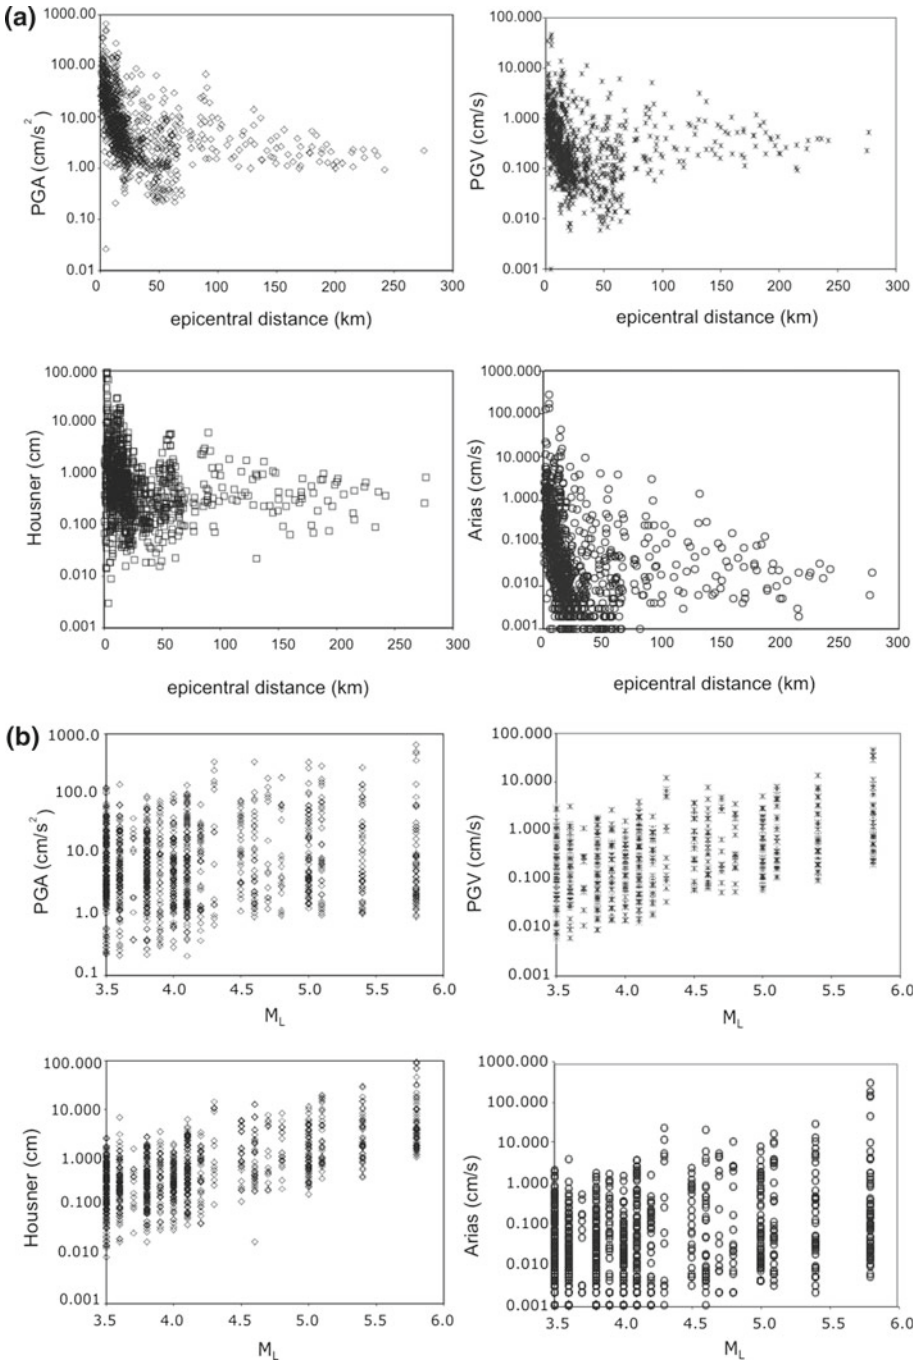 (a)
1000.00
100.00
10.00
1.00
0.10
0.01
PGA (cm/s²)
0 50 100 150 200 250 300
epicentral distance (km)
100.000
10.000
1.000
0.100
0.010
0.001
PGV (cm/s)
0 50 100 150 200 250 300
epicentral distance (km)
100.000
10.000
1.000
0.100
0.010
0.001
Housner (cm)
0 50 100 150 200 250 300
epicentral distance (km)
1000.000
100.000
10.000
1.000
0.100
0.010
0.001
Arias (cm/s)
0 50 100 150 200 250 300
epicentral distance (km)
(b)
1000.0
100.0
10.0
1.0
0.1
PGA (cm/s²)
3.5 4.0 4.5 5.0 5.5 6.0
M_L
100.000
10.000
1.000
0.100
0.010
0.001
PGV (cm/s)
3.5 4.0 4.5 5.0 5.5 6.0
M_L
100.000
10.000
1.000
0.100
0.010
0.001
Housner (cm)
3.5 4.0 4.5 5.0 5.5 6.0
M_L
1000.000
100.000
10.000
1.000
0.100
0.010
0.001
Arias (cm/s)
3.5 4.0 4.5 5.0 5.5 6.0
M_L